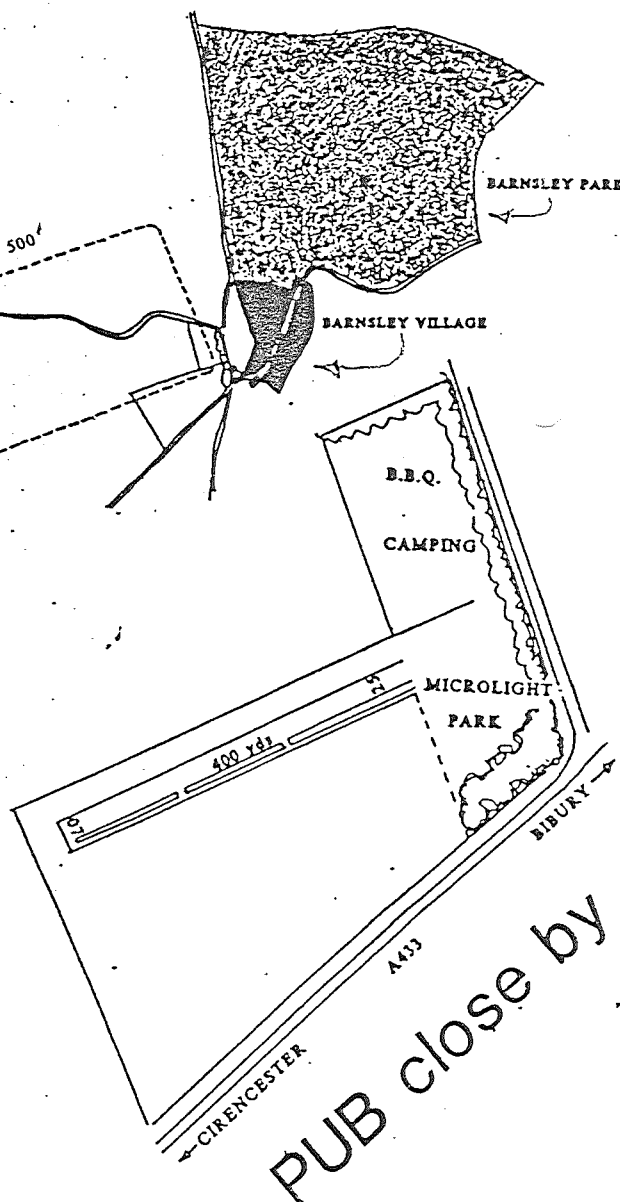 BARNSLEY PARK
500'
BARNSLEY VILLAGE
B.B.Q.
CAMPING
MICROLIGHT
PARK
25
400 yds
07
BIBURY
A433
CIRENCESTER
PUB close by